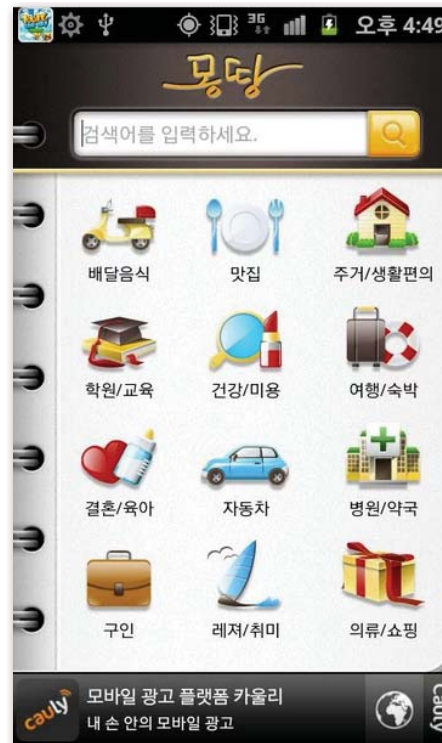 3G 오후 4:49
몽땅
검색어를 입력하세요.
배달음식 맛집 주거/생활편의
학원/교육 건강/미용 여행/숙박
결혼/육아 자동차 병원/약국
구인 레져/취미 의류/쇼핑
cauly 모바일 광고 플랫폼 카울리
내 손 안의 모바일 광고
cauly